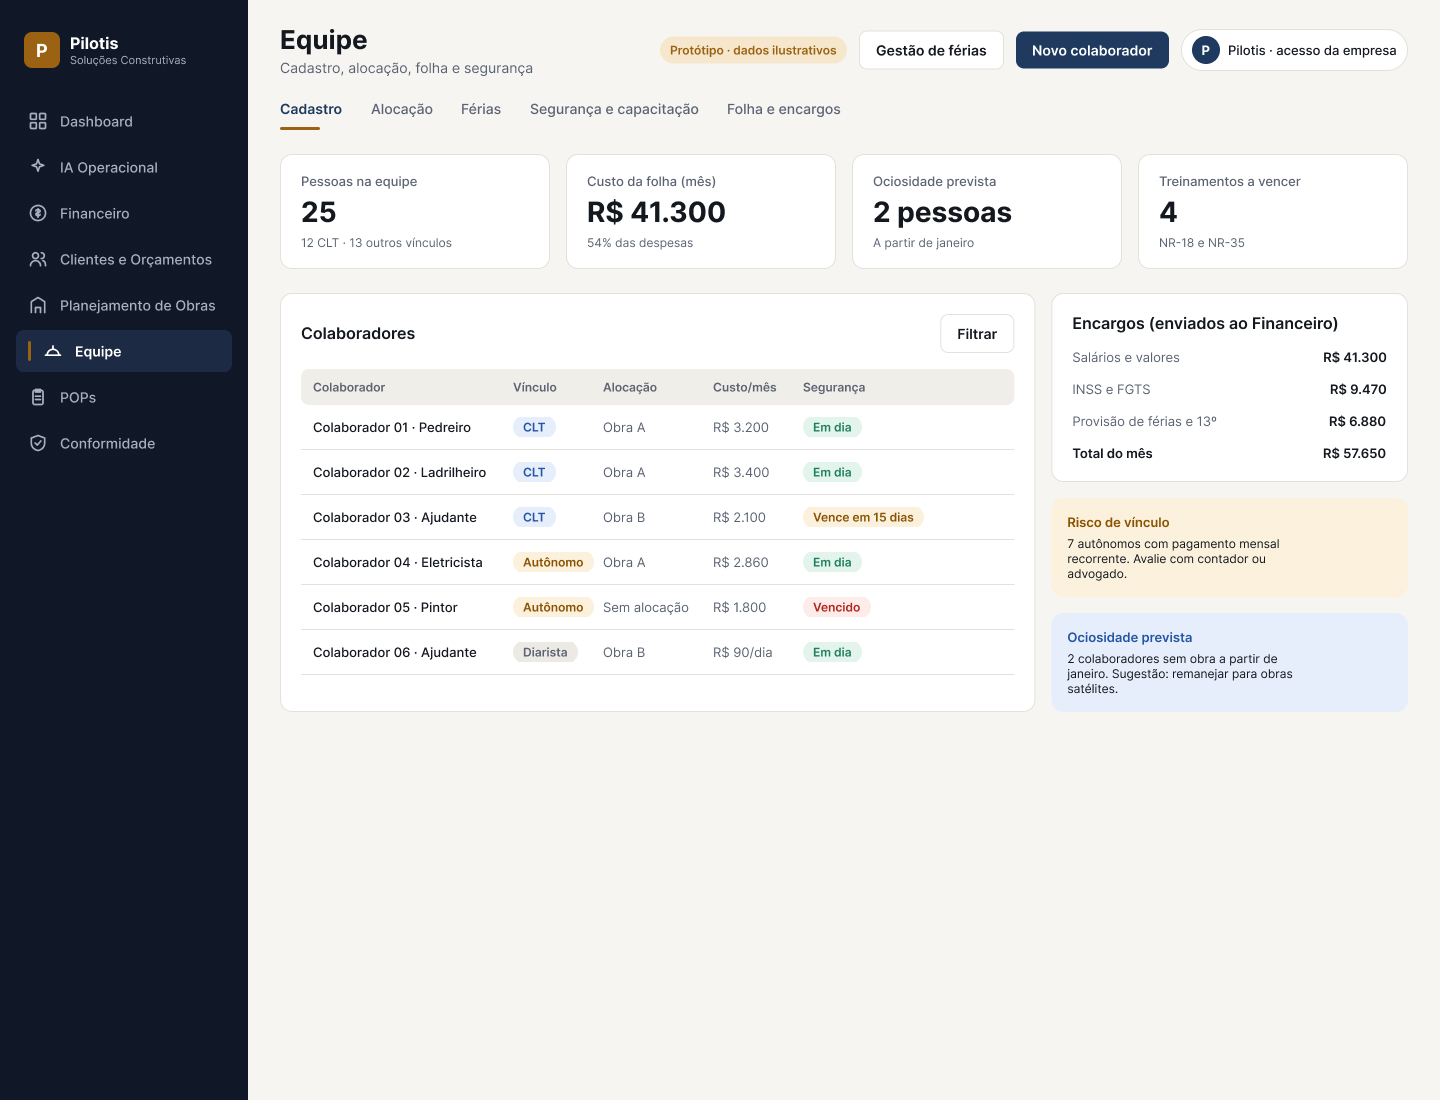 P
Pilotis
Soluções Construtivas
Dashboard
IA Operacional
Financeiro
Clientes e Orçamentos
Planejamento de Obras
Equipe
POPs
Conformidade
Equipe
Cadastro, alocação, folha e segurança
Protótipo · dados ilustrativos
Gestão de férias
Novo colaborador
P Pilotis · acesso da empresa
Cadastro Alocação Férias Segurança e capacitação Folha e encargos
Pessoas na equipe
25
12 CLT · 13 outros vínculos
Custo da folha (mês)
R$ 41.300
54% das despesas
Ociosidade prevista
2 pessoas
A partir de janeiro
Treinamentos a vencer
4
NR-18 e NR-35
Colaboradores
Filtrar
Colaborador Vínculo Alocação Custo/mês Segurança
Colaborador 01 · Pedreiro CLT Obra A R$ 3.200 Em dia
Colaborador 02 · Ladrilheiro CLT Obra A R$ 3.400 Em dia
Colaborador 03 · Ajudante CLT Obra B R$ 2.100 Vence em 15 dias
Colaborador 04 · Eletricista Autônomo Obra A R$ 2.860 Em dia
Colaborador 05 · Pintor Autônomo Sem alocação R$ 1.800 Vencido
Colaborador 06 · Ajudante Diarista Obra B R$ 90/dia Em dia
Encargos (enviados ao Financeiro)
Salários e valores R$ 41.300
INSS e FGTS R$ 9.470
Provisão de férias e 13º R$ 6.880
Total do mês R$ 57.650
Risco de vínculo
7 autônomos com pagamento mensal
recorrente. Avalie com contador ou
advogado.
Ociosidade prevista
2 colaboradores sem obra a partir de
janeiro. Sugestão: remanejar para obras
satélites.